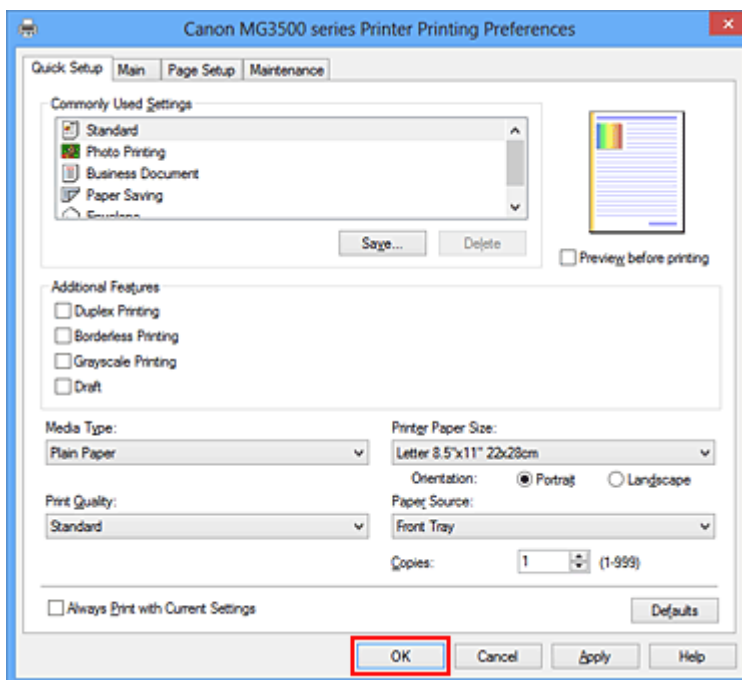 Canon MG3500 series Printer Printing Preferences
Quick Setup Main Page Setup Maintenance
Commonly Used Settings
Standard
Photo Printing
Business Document
Paper Saving
Envelope
Save... Delete
Preview before printing
Additional Features
Duplex Printing
Borderless Printing
Grayscale Printing
Draft
Media Type:
Plain Paper
Printer Paper Size:
Letter 8.5"x11" 22x28cm
Orientation: Portrait Landscape
Print Quality:
Standard
Paper Source:
Front Tray
Copies: 1 (1-999)
Always Print with Current Settings
Defaults
OK Cancel Apply Help